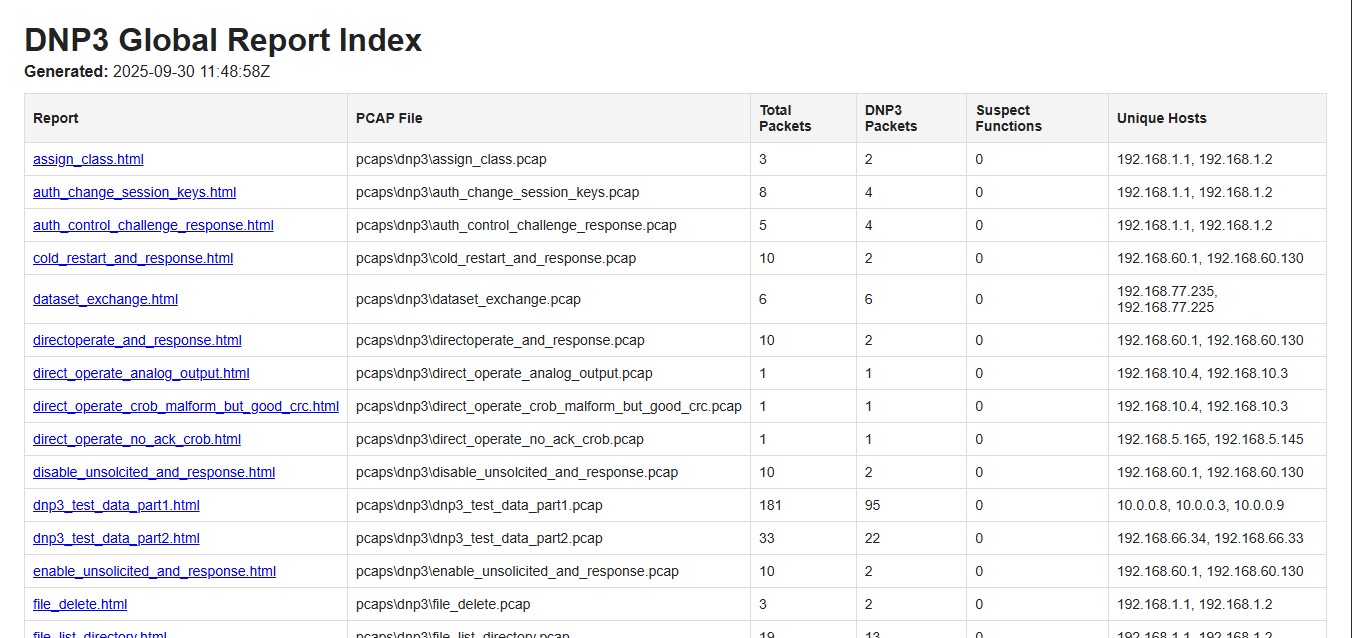 DNP3 Global Report Index
Generated: 2025-09-30 11:48:58Z
Report PCAP File Total Packets DNP3 Packets Suspect Functions Unique Hosts
assign_class.html pcaps\dnp3\assign_class.pcap 3 2 0 192.168.1.1, 192.168.1.2
auth_change_session_keys.html pcaps\dnp3\auth_change_session_keys.pcap 8 4 0 192.168.1.1, 192.168.1.2
auth_control_challenge_response.html pcaps\dnp3\auth_control_challenge_response.pcap 5 4 0 192.168.1.1, 192.168.1.2
cold_restart_and_response.html pcaps\dnp3\cold_restart_and_response.pcap 10 2 0 192.168.60.1, 192.168.60.130
dataset_exchange.html pcaps\dnp3\dataset_exchange.pcap 6 6 0 192.168.77.235, 192.168.77.225
directoperate_and_response.html pcaps\dnp3\directoperate_and_response.pcap 10 2 0 192.168.60.1, 192.168.60.130
direct_operate_analog_output.html pcaps\dnp3\direct_operate_analog_output.pcap 1 1 0 192.168.10.4, 192.168.10.3
direct_operate_crob_malform_but_good_crc.html pcaps\dnp3\direct_operate_crob_malform_but_good_crc.pcap 1 1 0 192.168.10.4, 192.168.10.3
direct_operate_no_ack_crob.html pcaps\dnp3\direct_operate_no_ack_crob.pcap 1 1 0 192.168.5.165, 192.168.5.145
disable_unsolcited_and_response.html pcaps\dnp3\disable_unsolcited_and_response.pcap 10 2 0 192.168.60.1, 192.168.60.130
dnp3_test_data_part1.html pcaps\dnp3\dnp3_test_data_part1.pcap 181 95 0 10.0.0.8, 10.0.0.3, 10.0.0.9
dnp3_test_data_part2.html pcaps\dnp3\dnp3_test_data_part2.pcap 33 22 0 192.168.66.34, 192.168.66.33
enable_unsolicited_and_response.html pcaps\dnp3\enable_unsolicited_and_response.pcap 10 2 0 192.168.60.1, 192.168.60.130
file_delete.html pcaps\dnp3\file_delete.pcap 3 2 0 192.168.1.1, 192.168.1.2
file_list_directory.html pcaps\dnp3\file_list_directory.pcap 19 13 0 192.168.1.1, 192.168.1.2